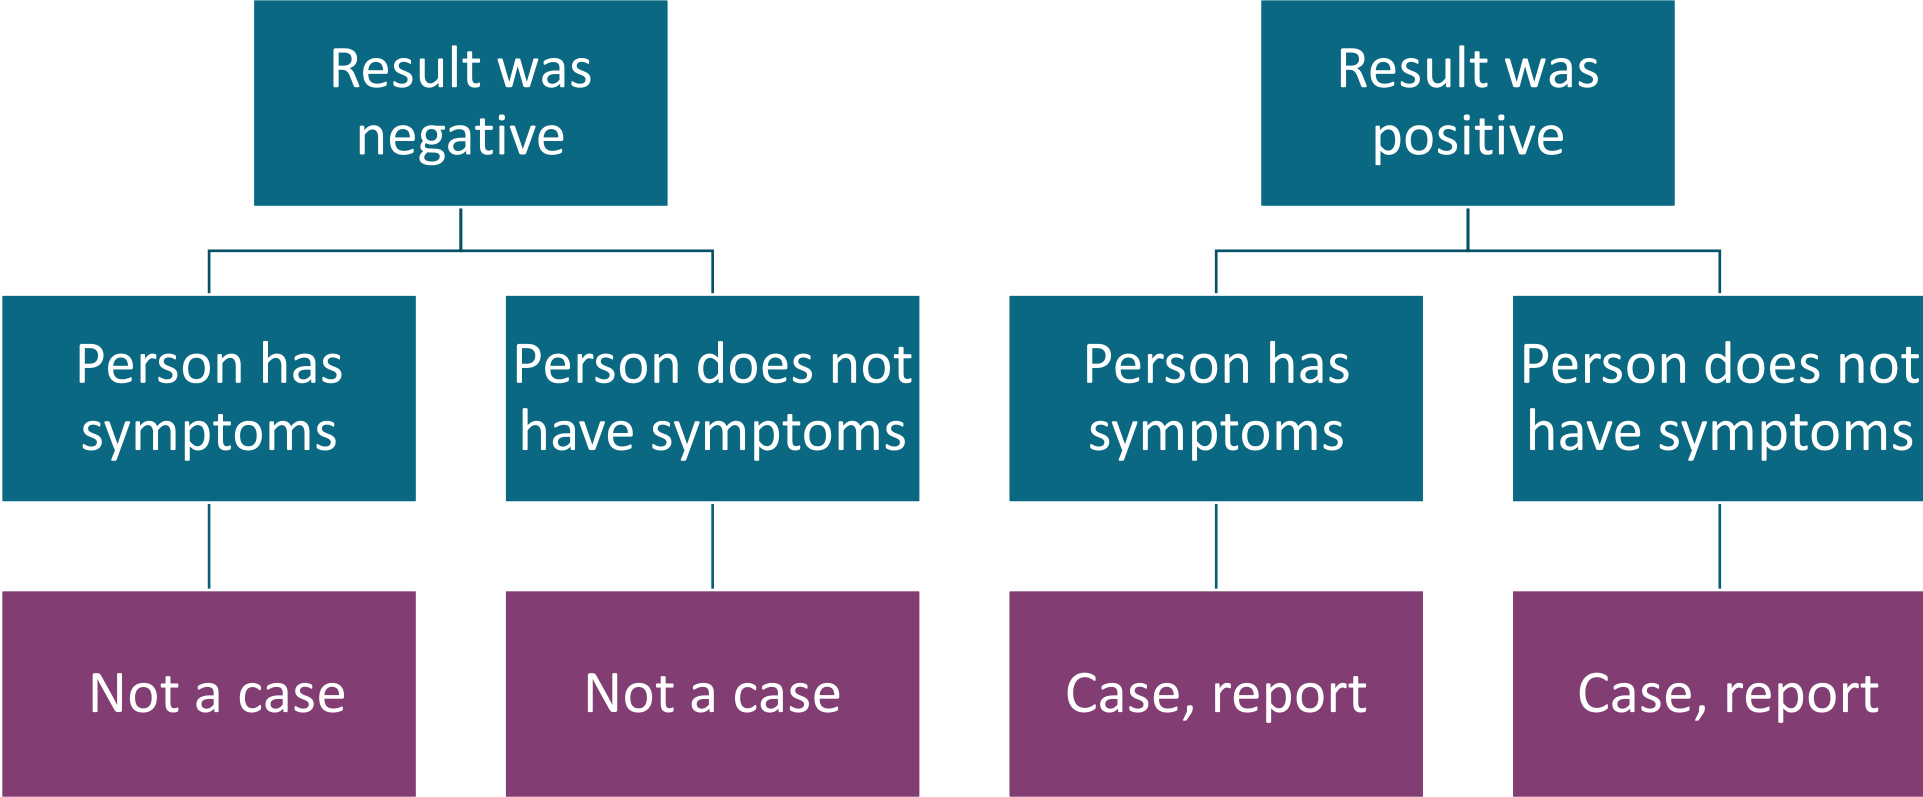 Result was
negative
Result was
positive
Person has
symptoms
Person does not
have symptoms
Person has
symptoms
Person does not
have symptoms
Not a case
Not a case
Case, report
Case, report